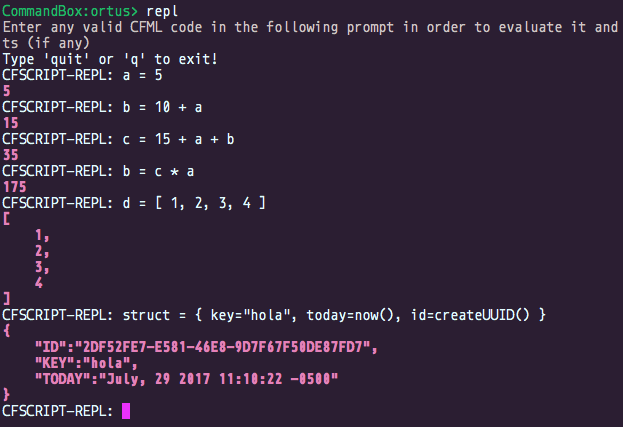 CommandBox:ortus> repl
Enter any valid CFML code in the following prompt in order to evaluate it and
ts (if any)
Type 'quit' or 'q' to exit!
CFSCRIPT-REPL: a = 5
5
CFSCRIPT-REPL: b = 10 + a
15
CFSCRIPT-REPL: c = 15 + a + b
35
CFSCRIPT-REPL: b = c * a
175
CFSCRIPT-REPL: d = [ 1, 2, 3, 4 ]
[
    1,
    2,
    3,
    4
]
CFSCRIPT-REPL: struct = { key="hola", today=now(), id=createUUID() }
{
    "ID":"2DF52FE7-E581-46E8-9D7F67F50DE87FD7",
    "KEY":"hola",
    "TODAY":"July, 29 2017 11:10:22 -0500"
}
CFSCRIPT-REPL: